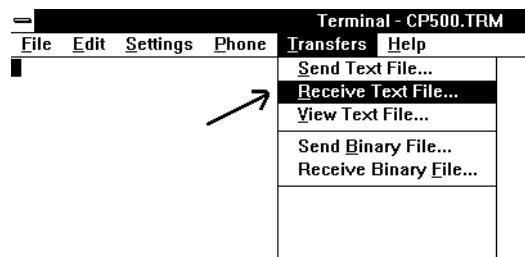 Terminal - CP500.TRM
File Edit Settings Phone Transfers Help
Send Text File...
Receive Text File...
View Text File...
Send Binary File...
Receive Binary File...